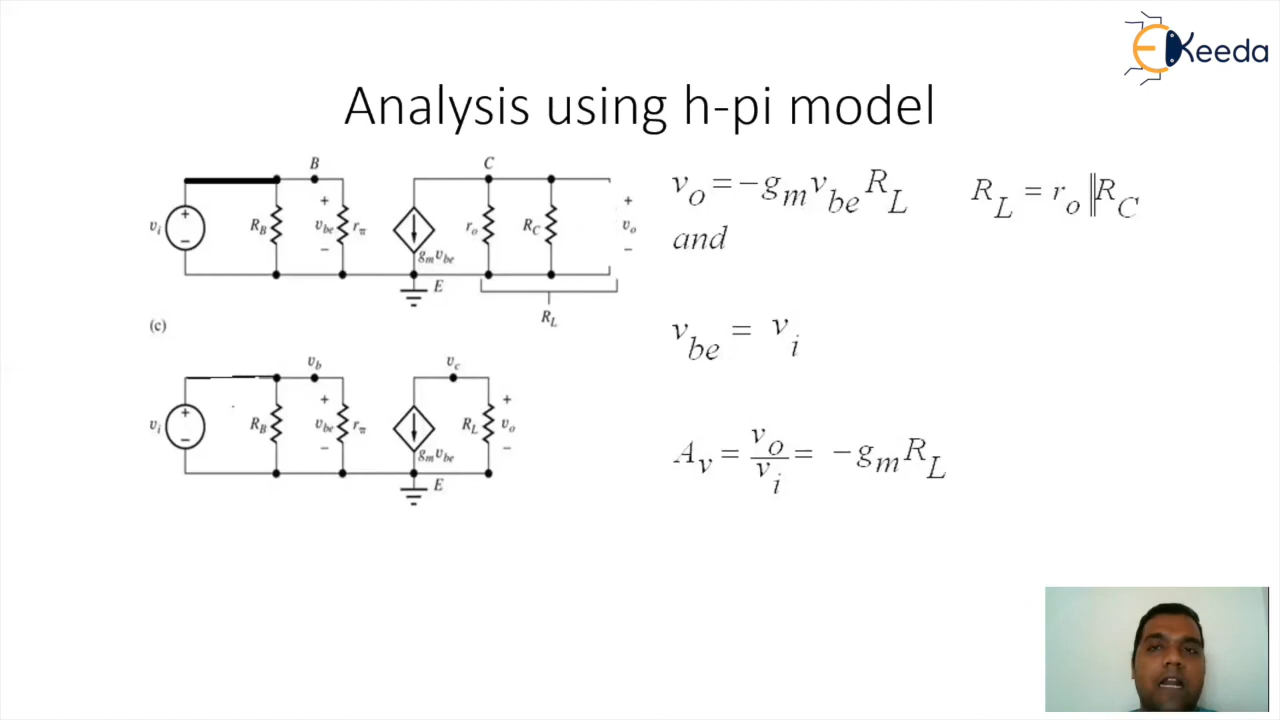 EKeeda
Analysis using h-pi model
B
C
v_i
+
−
R_B
+
v_be
−
r_π
g_m v_be
r_o
R_C
+
v_o
−
E
R_L
(c)
v_o = −g_m v_be R_L
R_L = r_o || R_C
and
v_be = v_i
A_v = v_o / v_i = −g_m R_L
v_b
v_c
v_i
+
−
R_B
+
v_be
−
r_π
g_m v_be
R_L
+
v_o
−
E